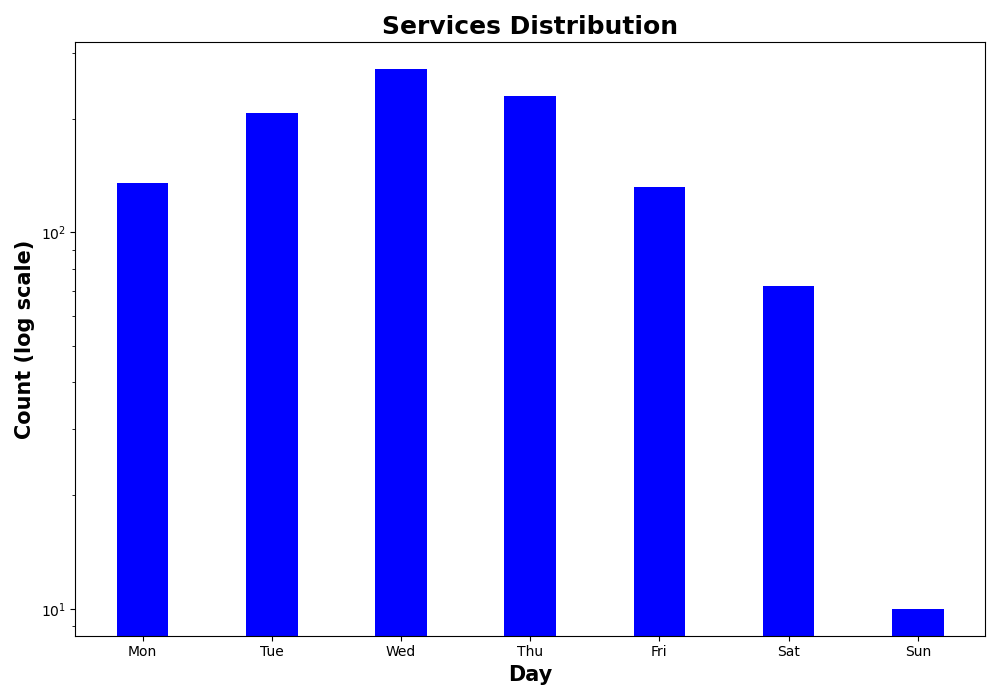 Services Distribution
Count (log scale)
10²
10¹
Mon Tue Wed Thu Fri Sat Sun
Day